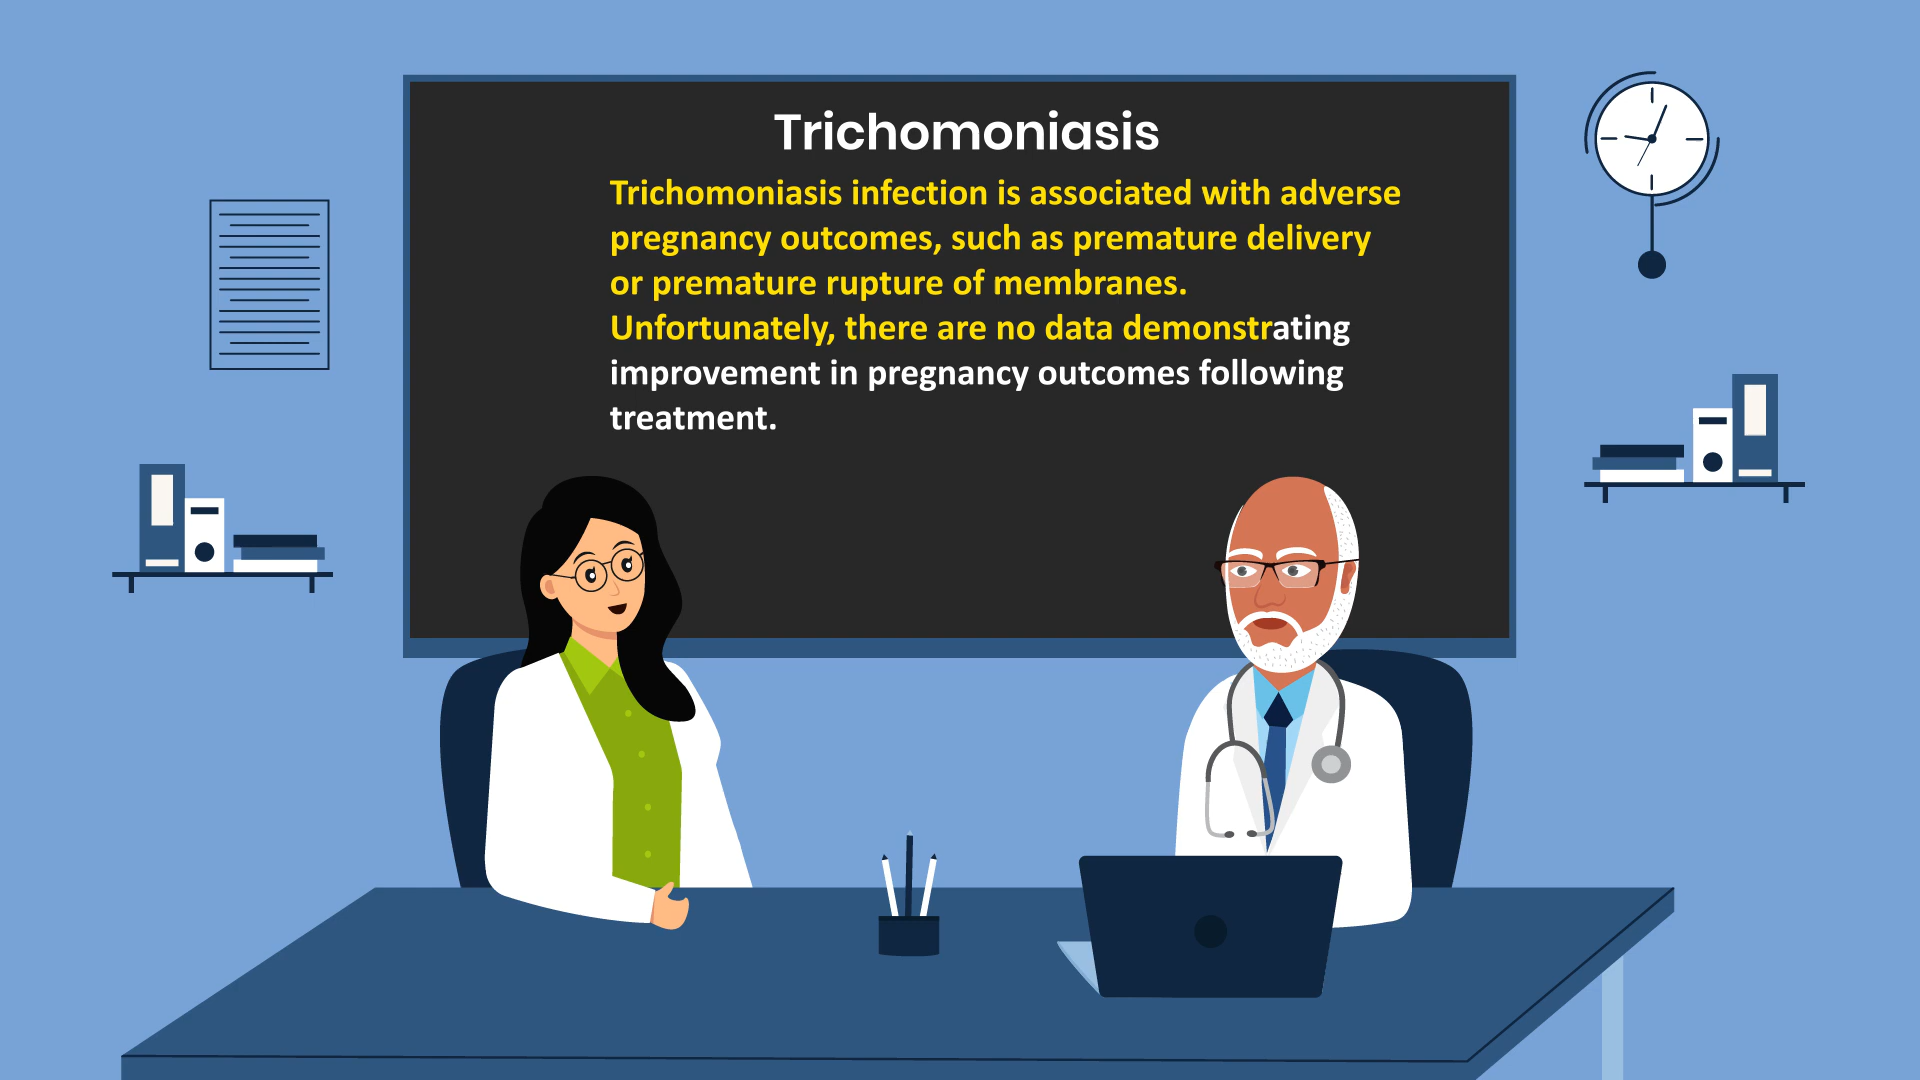 Trichomoniasis
Trichomoniasis infection is associated with adverse
pregnancy outcomes, such as premature delivery
or premature rupture of membranes.
Unfortunately, there are no data demonstrating
improvement in pregnancy outcomes following
treatment.